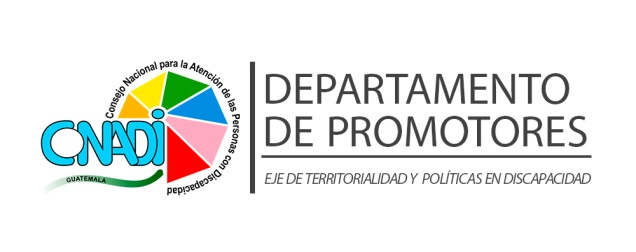 Consejo Nacional para la Atención de las Personas con Discapacidad
CNADI
GUATEMALA
DEPARTAMENTO
DE PROMOTORES
EJE DE TERRITORIALIDAD Y POLÍTICAS EN DISCAPACIDAD